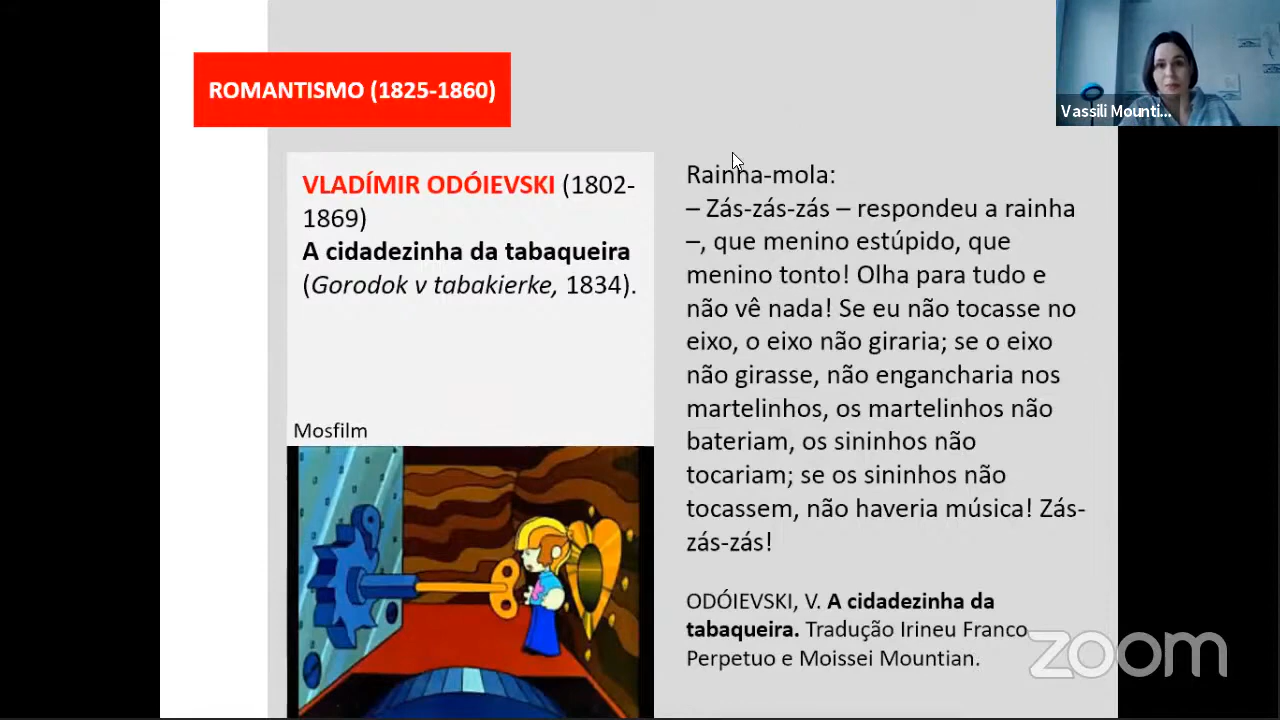 ROMANTISMO (1825-1860)
VLADÍMIR ODÓIEVSKI (1802-
1869)
A cidadezinha da tabaqueira
(Gorodok v tabakierke, 1834).
Mosfilm
Rainha-mola:
– Zás-zás-zás – respondeu a rainha
–, que menino estúpido, que
menino tonto! Olha para tudo e
não vê nada! Se eu não tocasse no
eixo, o eixo não giraria; se o eixo
não girasse, não engancharia nos
martelinhos, os martelinhos não
bateriam, os sininhos não
tocariam; se os sininhos não
tocassem, não haveria música! Zás-
zás-zás!
ODÓIEVSKI, V. A cidadezinha da
tabaqueira. Tradução Irineu Franco
Perpetuo e Moissei Mountian.
Vassili Mounti...
zoom